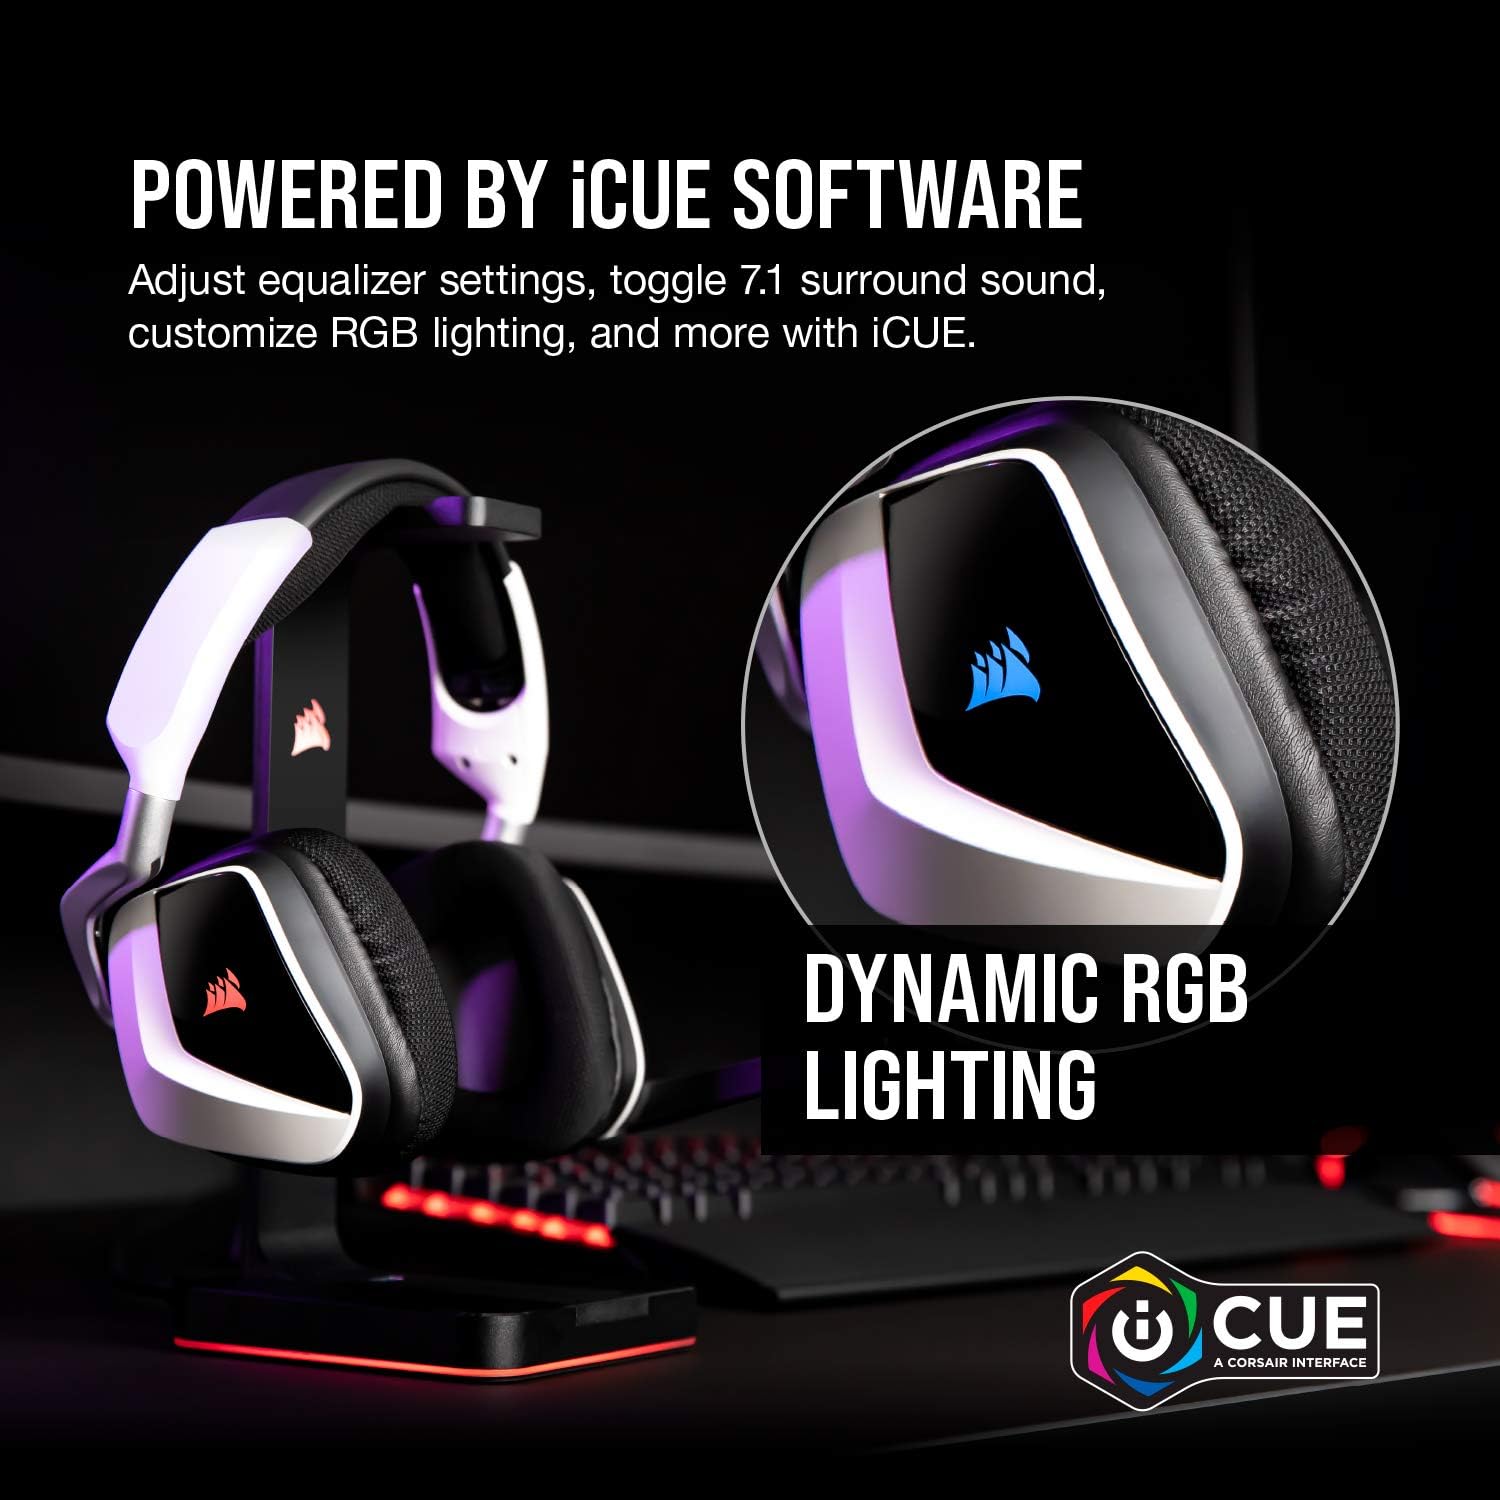 POWERED BY iCUE SOFTWARE
Adjust equalizer settings, toggle 7.1 surround sound,
customize RGB lighting, and more with iCUE.
DYNAMIC RGB
LIGHTING
i CUE
A CORSAIR INTERFACE